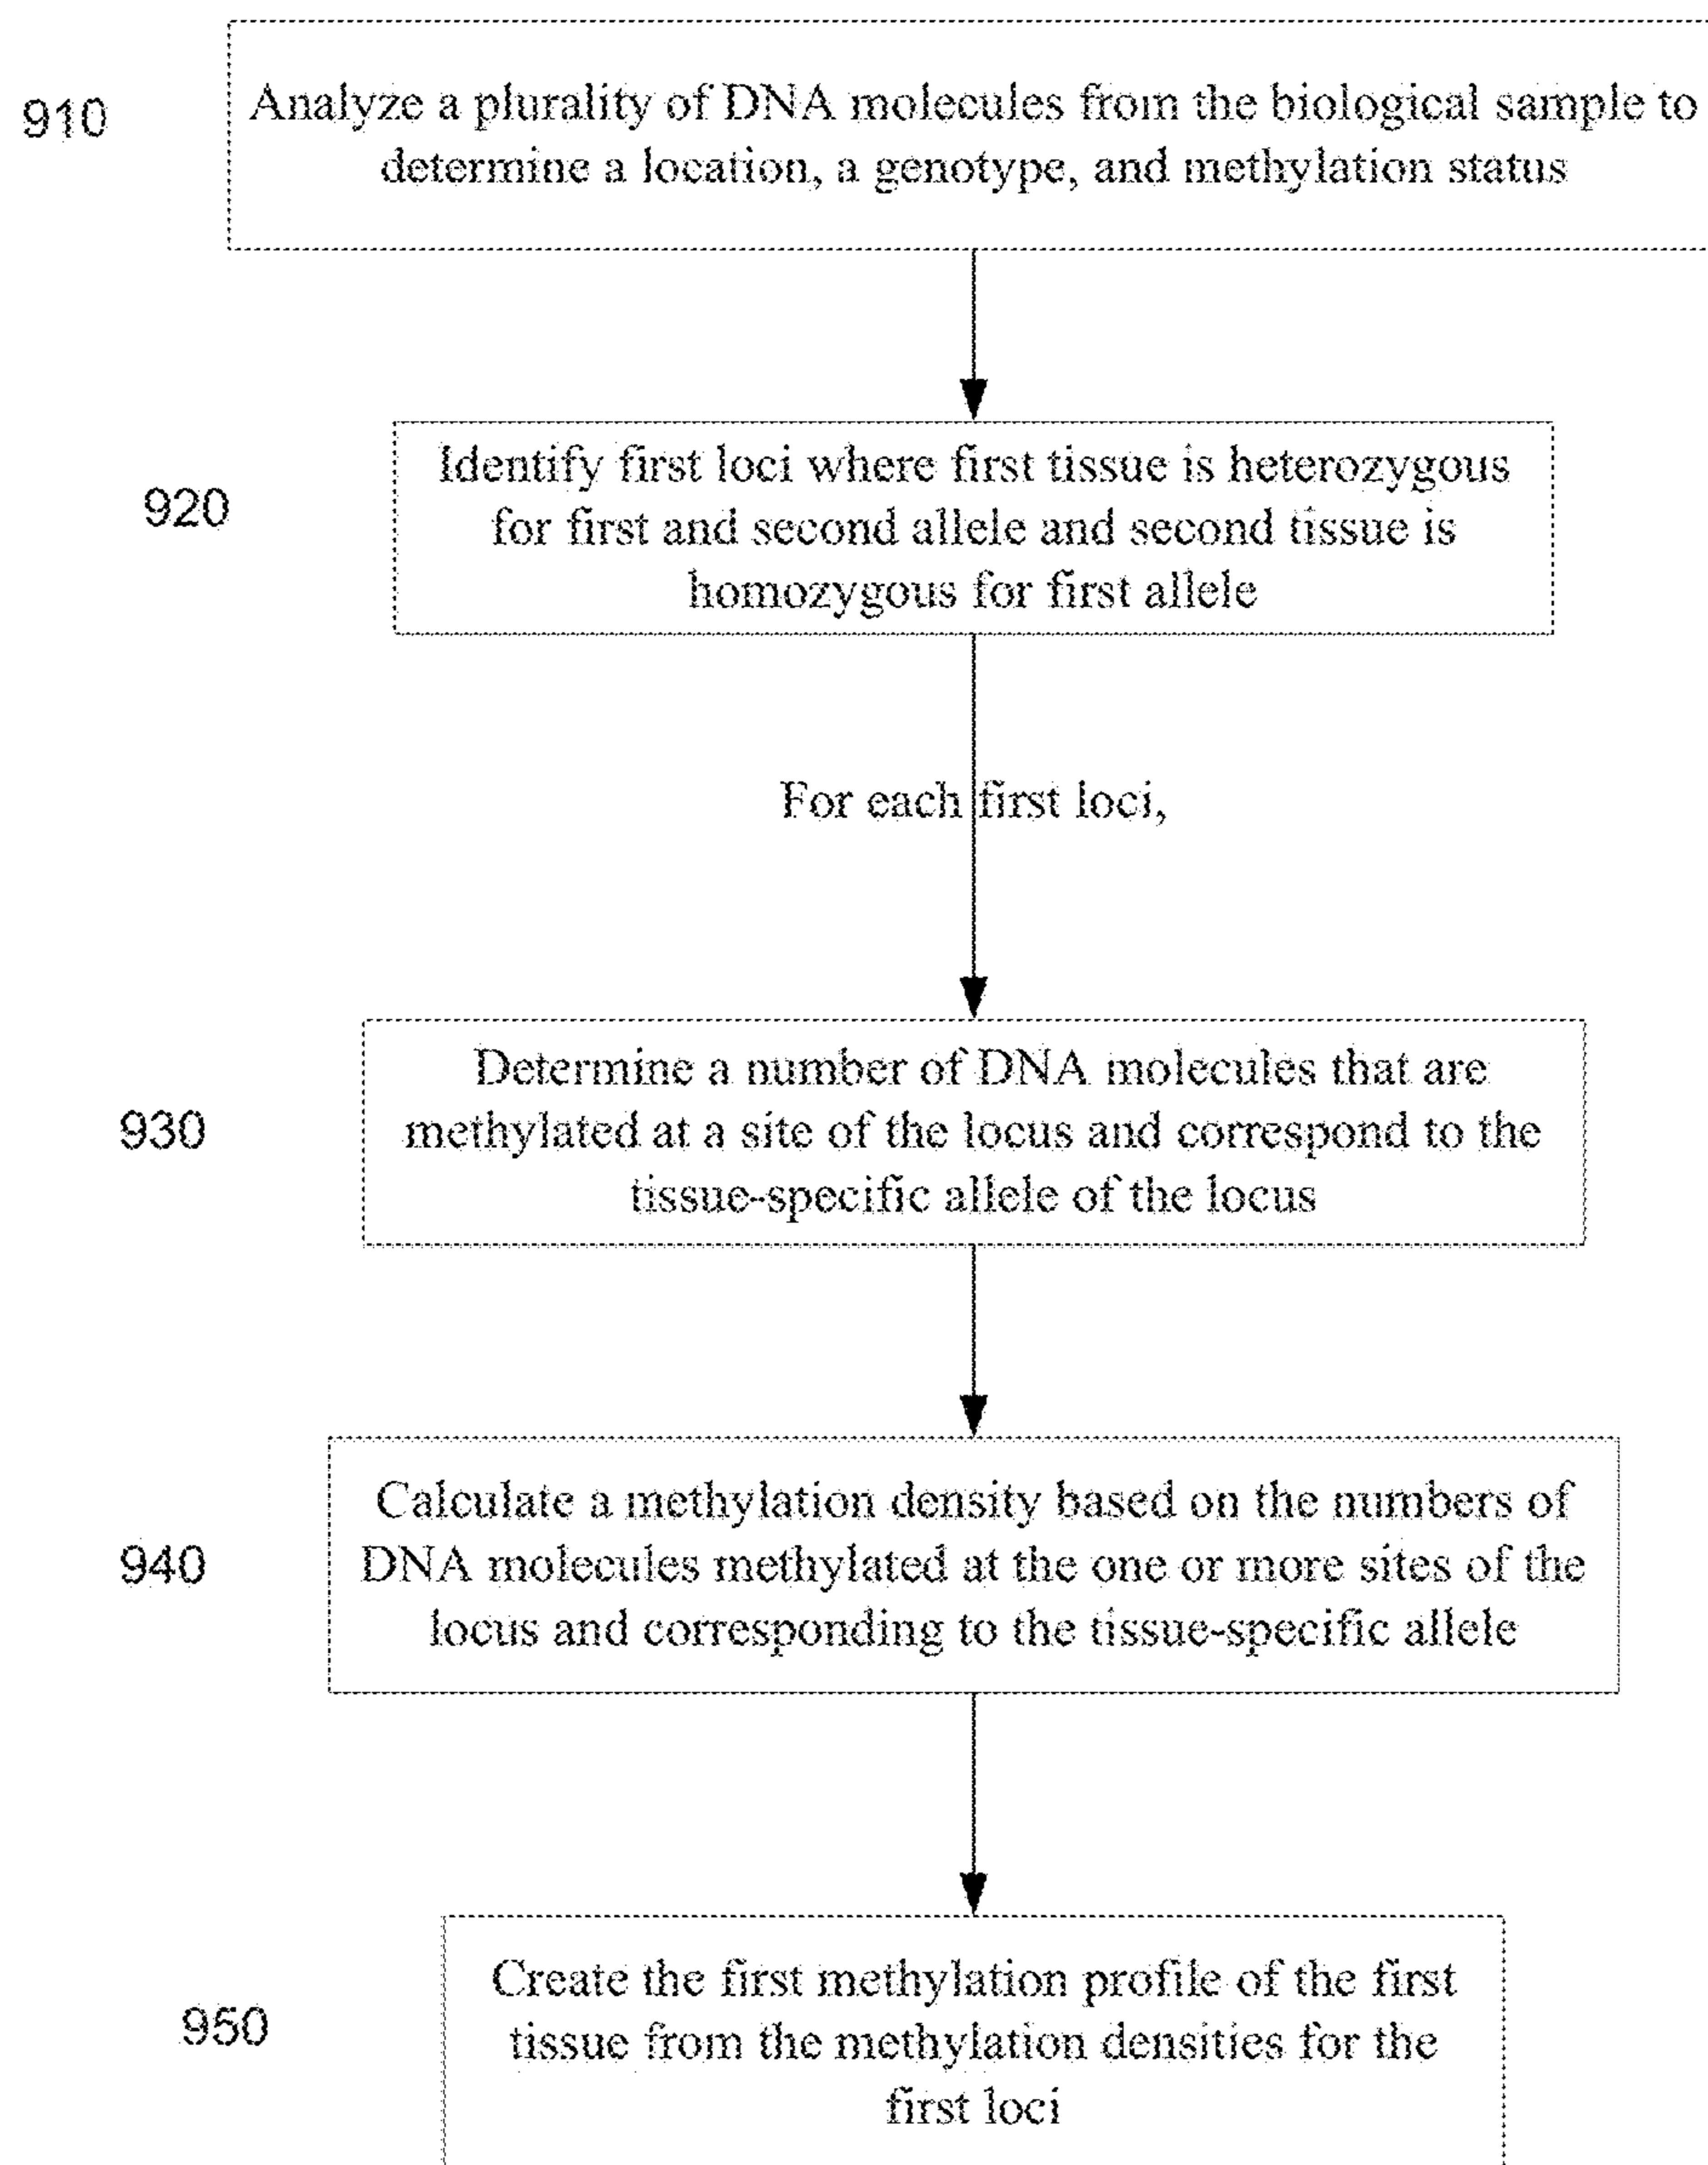 910
Analyze a plurality of DNA molecules from the biological sample to
determine a location, a genotype, and methylation status
920
Identify first loci where first tissue is heterozygous
for first and second allele and second tissue is
homozygous for first allele
For each first loci,
930
Determine a number of DNA molecules that are
methylated at a site of the locus and correspond to the
tissue-specific allele of the locus
940
Calculate a methylation density based on the numbers of
DNA molecules methylated at the one or more sites of the
locus and corresponding to the tissue-specific allele
950
Create the first methylation profile of the first
tissue from the methylation densities for the
first loci